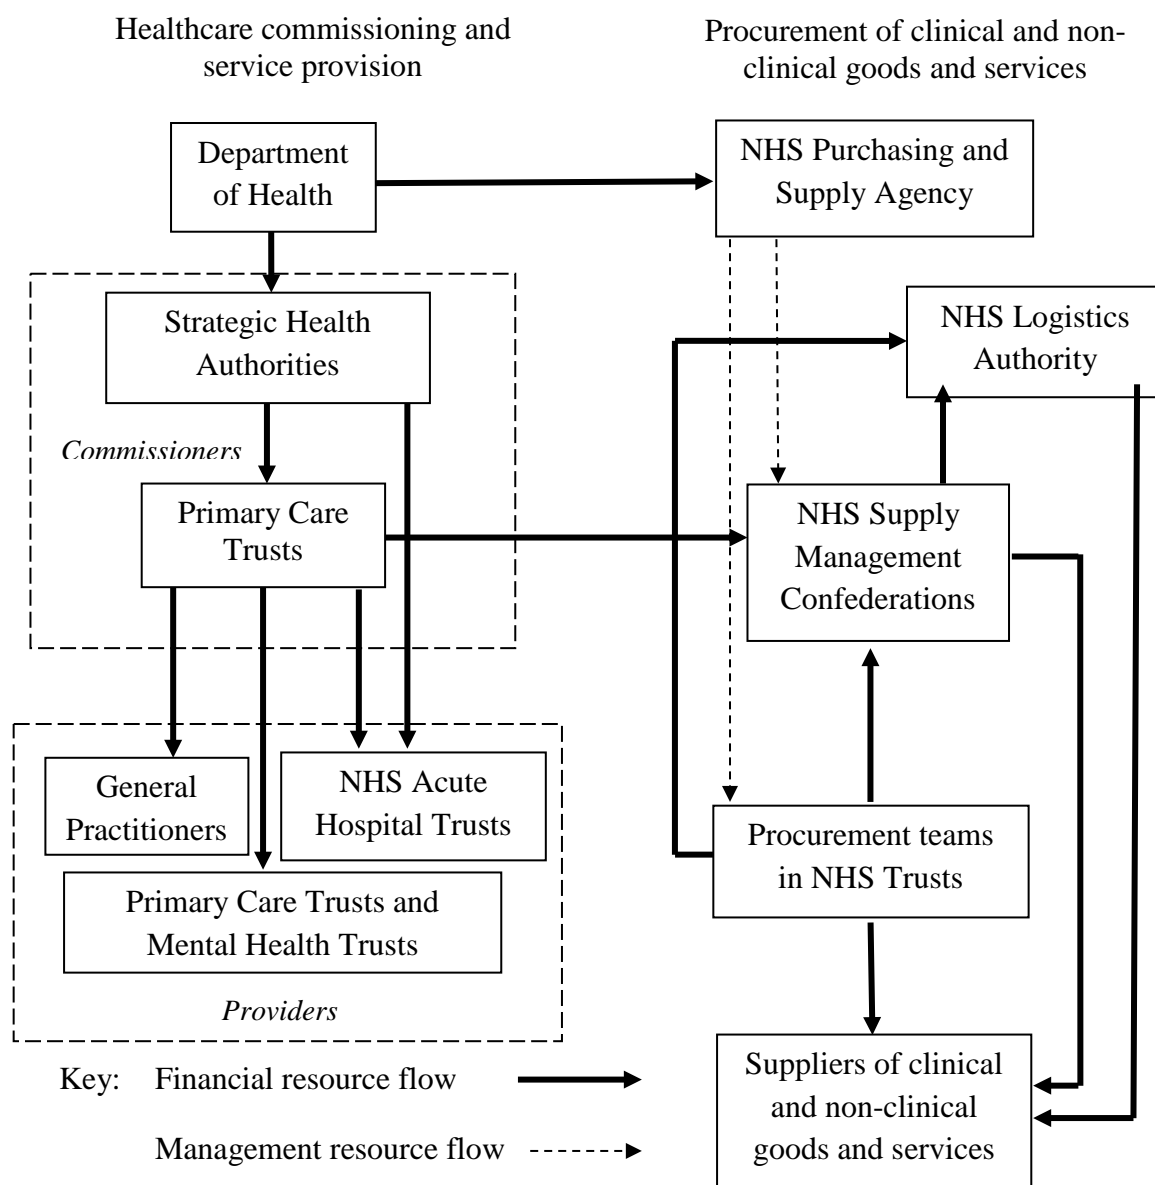 Healthcare commissioning and
service provision
Procurement of clinical and non-
clinical goods and services
Department
of Health
NHS Purchasing and
Supply Agency
Strategic Health
Authorities
NHS Logistics
Authority
Commissioners
Primary Care
Trusts
NHS Supply
Management
Confederations
General
Practitioners
NHS Acute
Hospital Trusts
Procurement teams
in NHS Trusts
Primary Care Trusts and
Mental Health Trusts
Providers
Suppliers of clinical
and non-clinical
goods and services
Key: Financial resource flow
Management resource flow